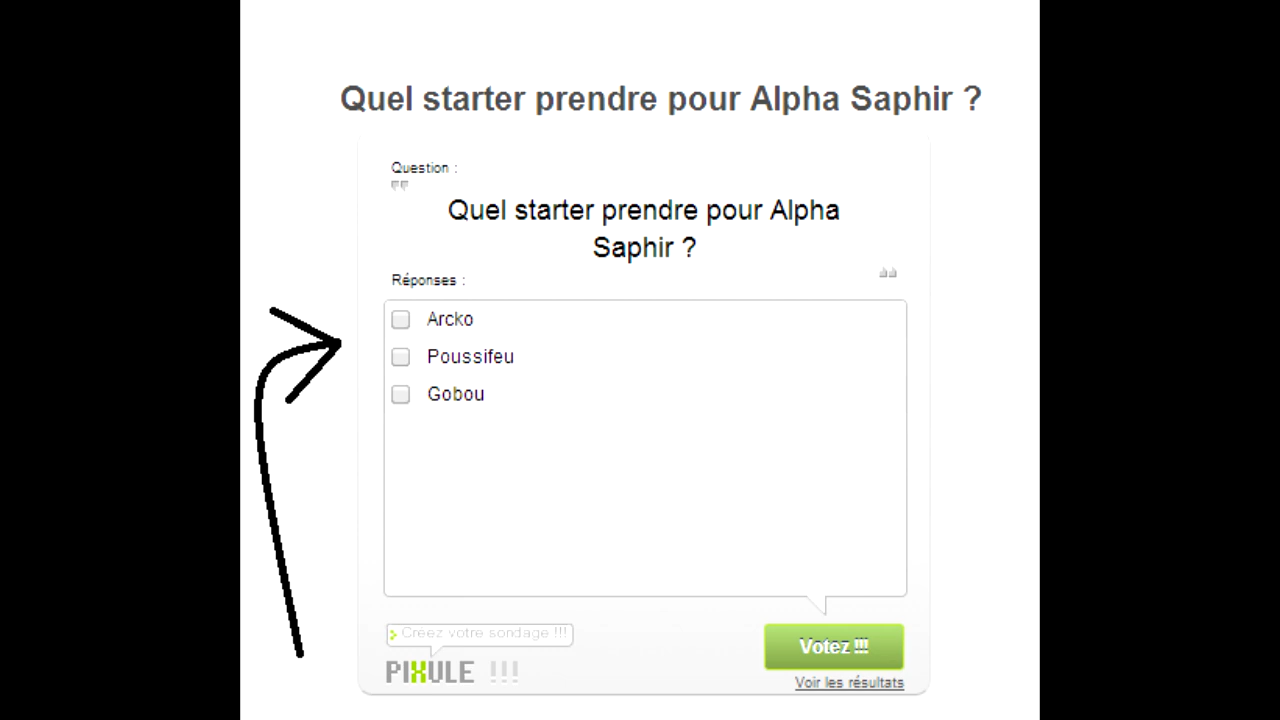 Quel starter prendre pour Alpha Saphir ?
Question :
Quel starter prendre pour Alpha
Saphir ?
Réponses :
Arcko
Poussifeu
Gobou
Créez votre sondage !!!
Votez !!!
PIXULE !!!
Voir les résultats